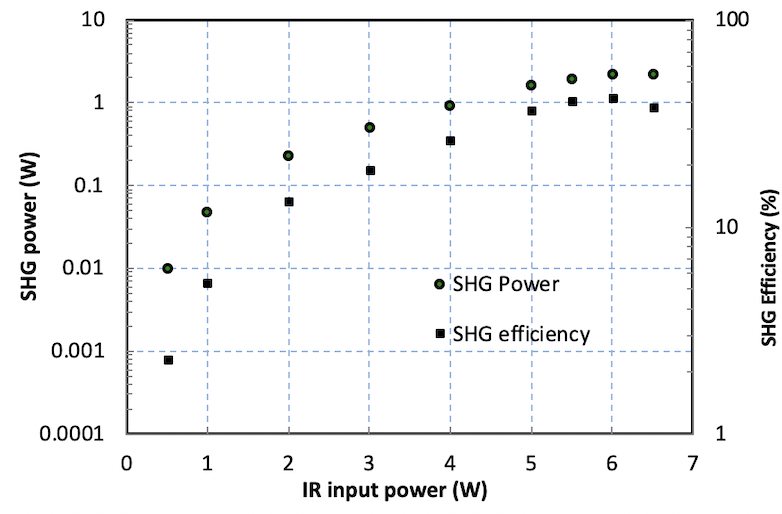 10
1
0.1
0.01
0.001
0.0001
SHG power (W)
100
10
1
SHG Efficiency (%)
SHG Power
SHG efficiency
0 1 2 3 4 5 6 7
IR input power (W)